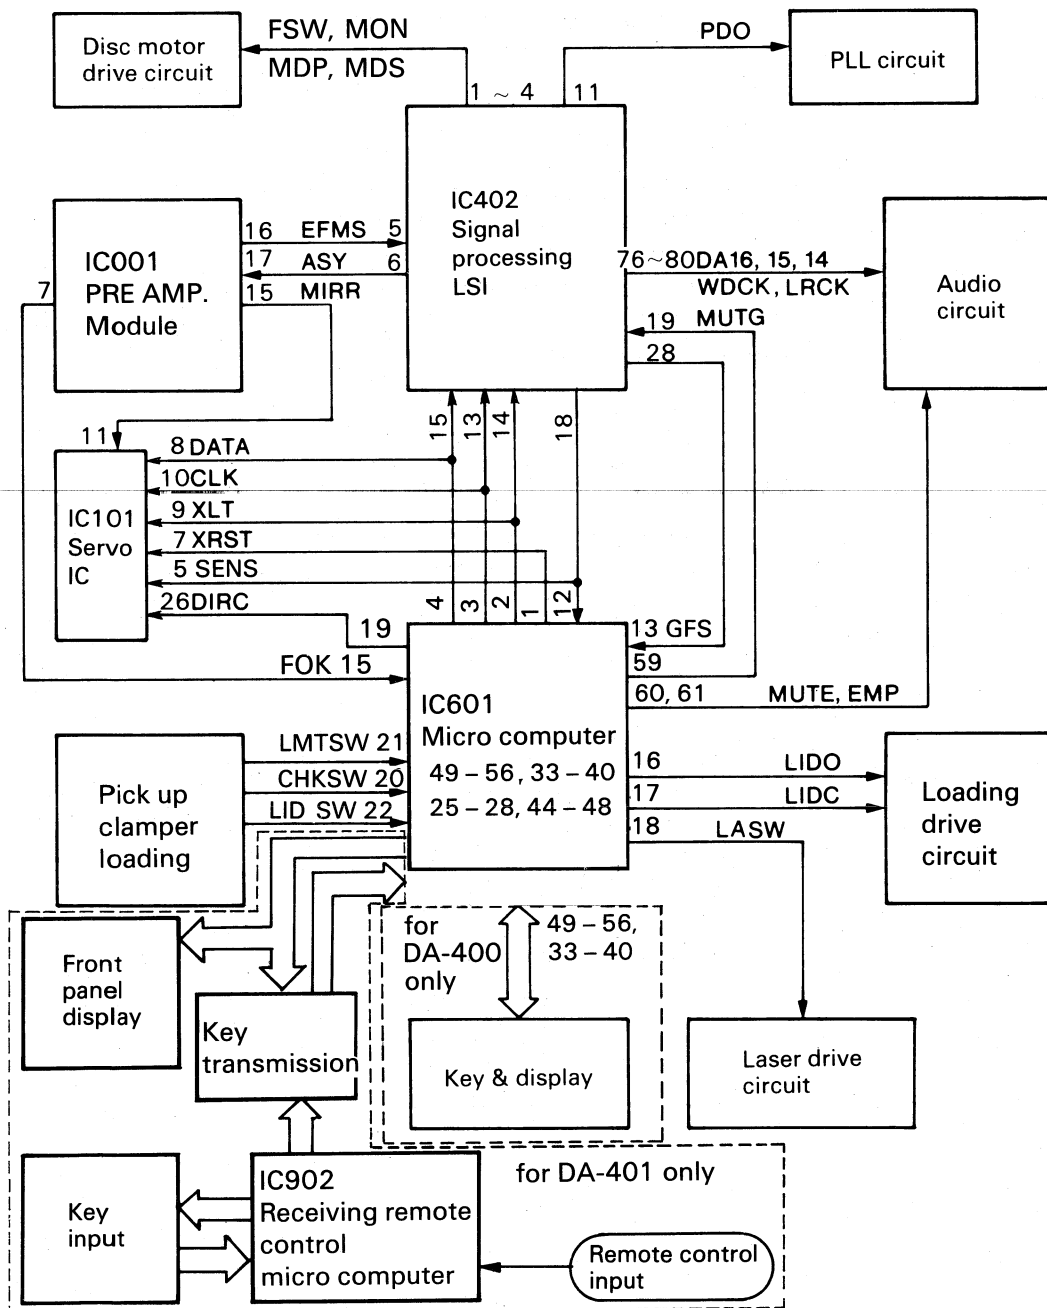 Disc motor
drive circuit
FSW, MON
MDP, MDS
PDO
PLL circuit
1 ~ 4
11
IC402
Signal
processing
LSI
IC001
PRE AMP.
Module
16 EFMS 5
17 ASY 6
15 MIRR
7
76~80DA16, 15, 14
WDCK, LRCK
19 MUTG
28
Audio
circuit
15
13
14
18
11
8 DATA
10CLK
9 XLT
7 XRST
5 SENS
26DIRC
IC101
Servo
IC
4
3
2
1
12
19
FOK 15
13 GFS
59
60, 61
MUTE, EMP
IC601
Micro computer
49 – 56, 33 – 40
25 – 28, 44 – 48
LMTSW 21
CHKSW 20
LID SW 22
Pick up
clamper
loading
16 LIDO
17 LIDC
18 LASW
Loading
drive
circuit
for
DA-400
only
49 – 56,
33 – 40
Front
panel
display
Key
transmission
Key & display
Laser drive
circuit
for DA-401 only
Key
input
IC902
Receiving remote
control
micro computer
Remote control
input